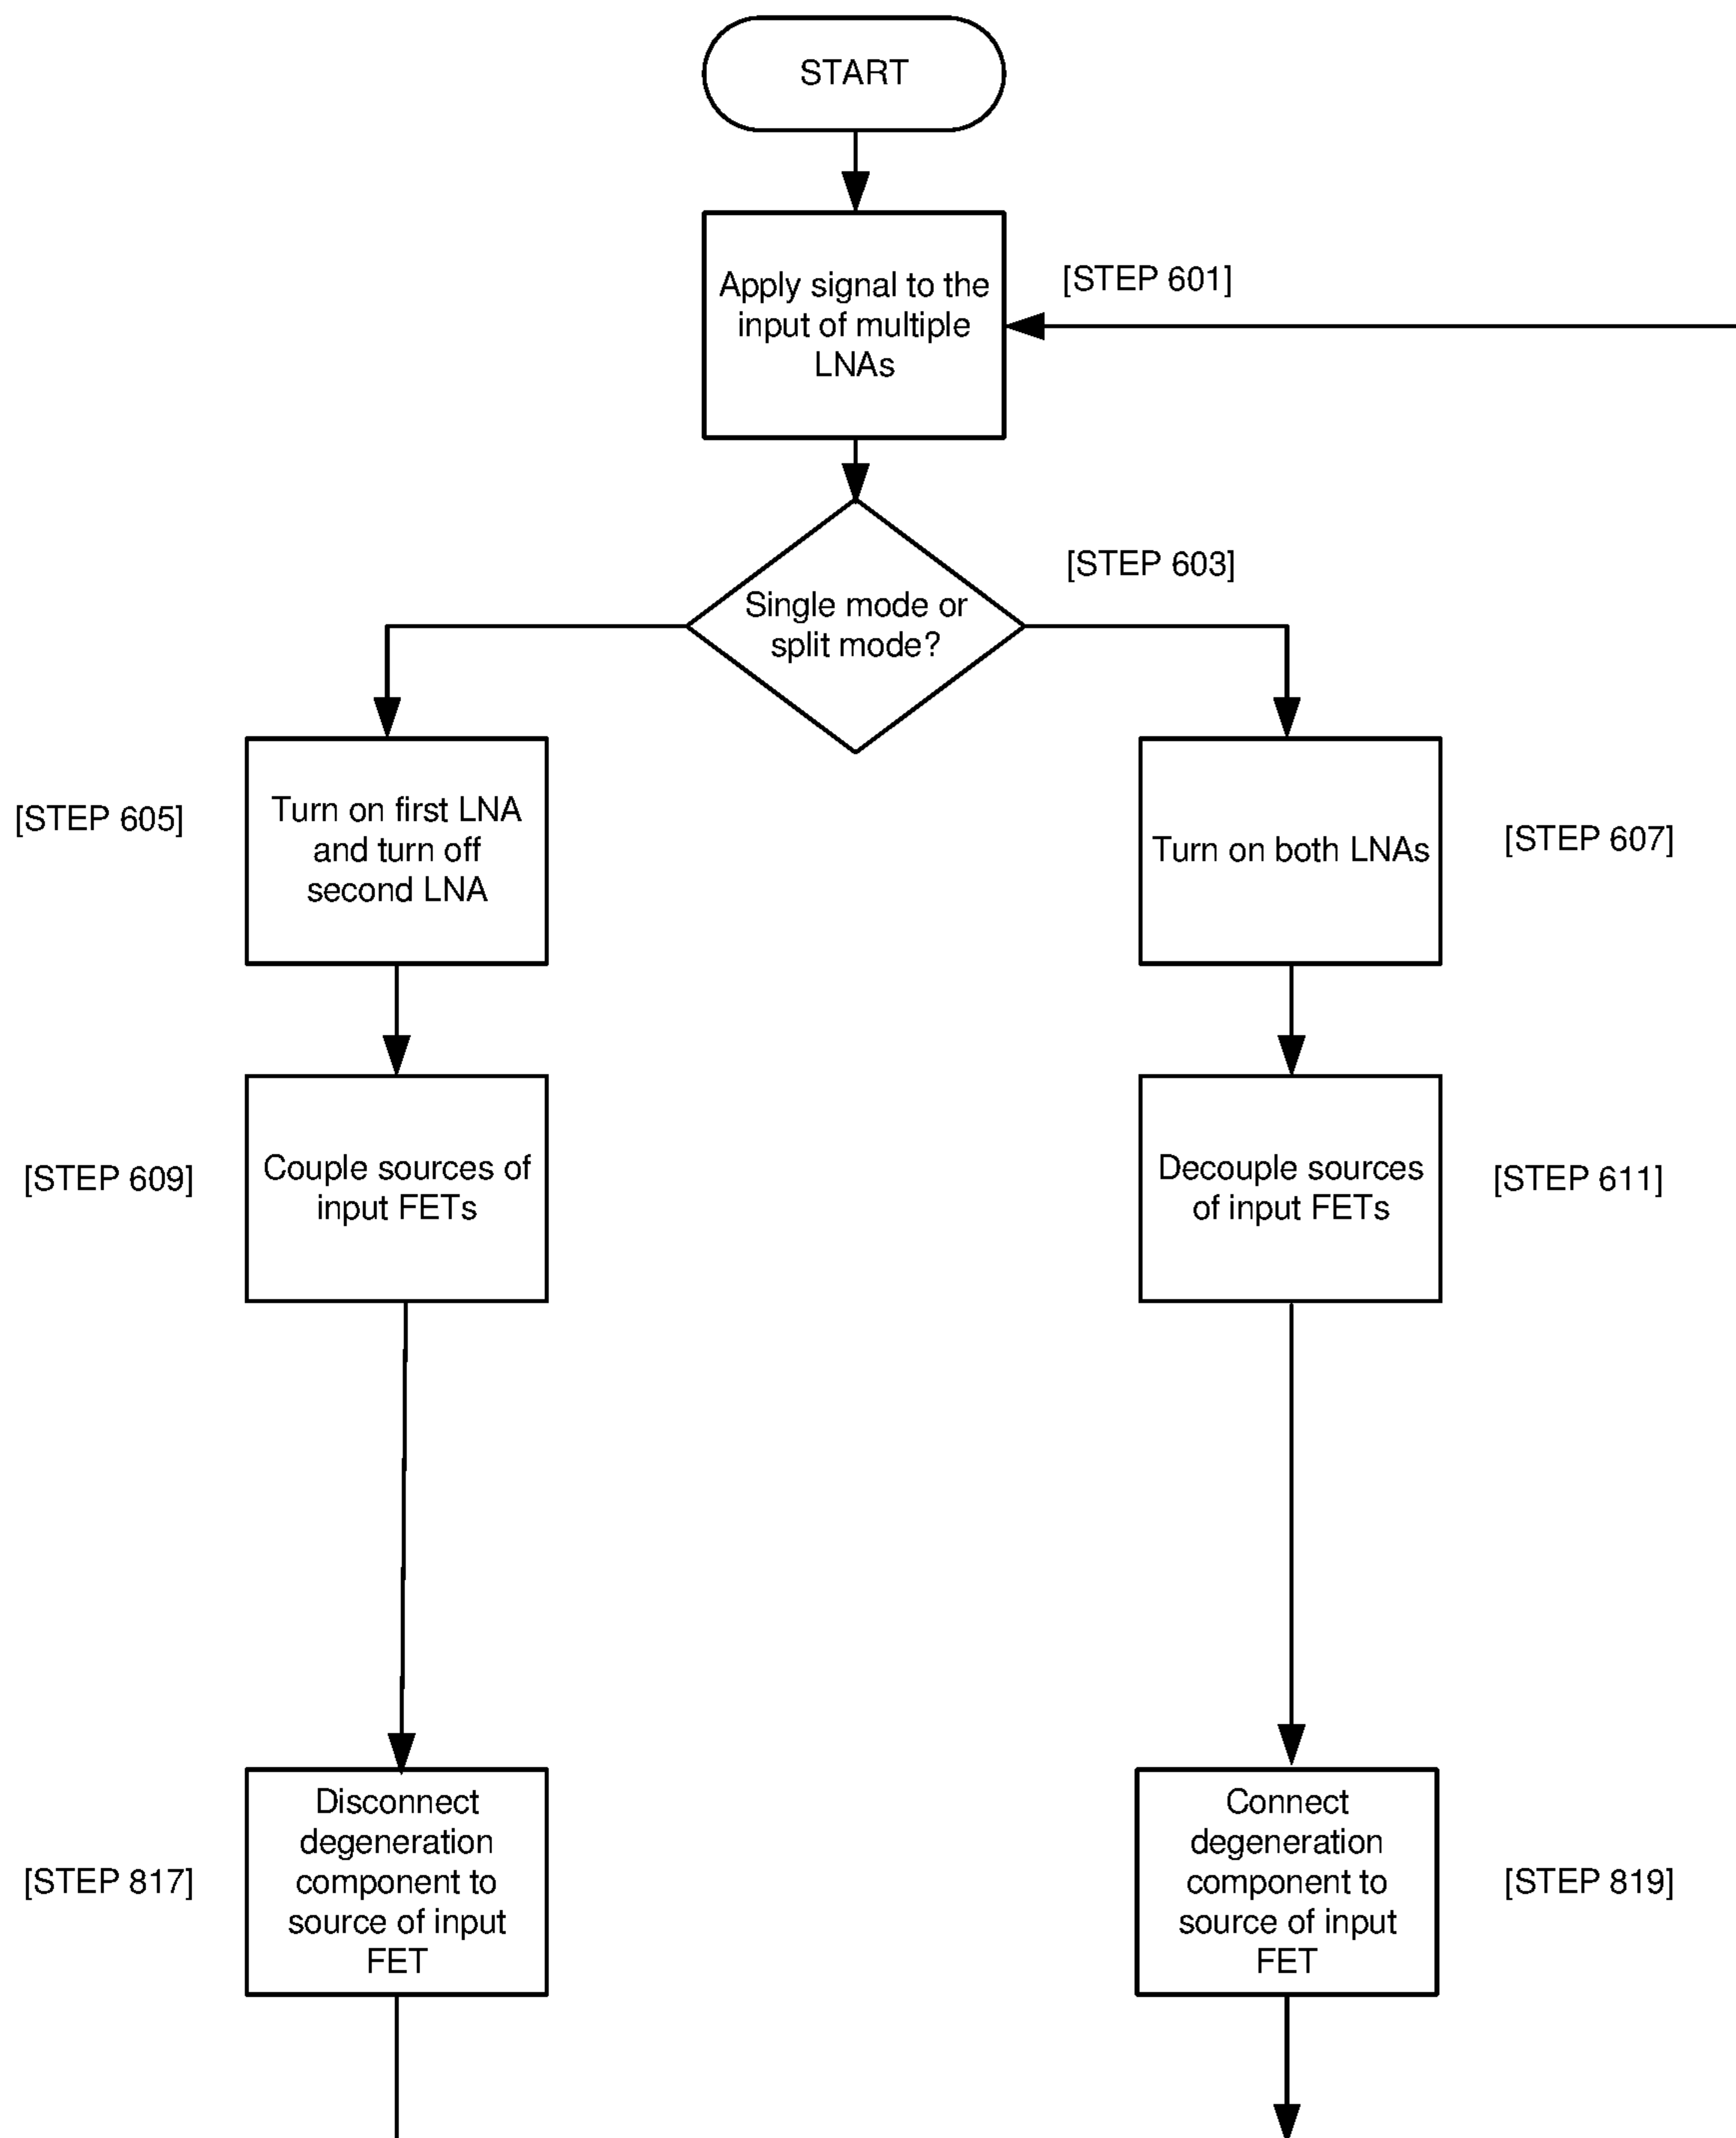 START
[STEP 601]
Apply signal to the
input of multiple
LNAs
[STEP 603]
Single mode or
split mode?
[STEP 605]
Turn on first LNA
and turn off
second LNA
Turn on both LNAs
[STEP 607]
[STEP 609]
Couple sources of
input FETs
Decouple sources
of input FETs
[STEP 611]
[STEP 817]
Disconnect
degeneration
component to
source of input
FET
Connect
degeneration
component to
source of input
FET
[STEP 819]